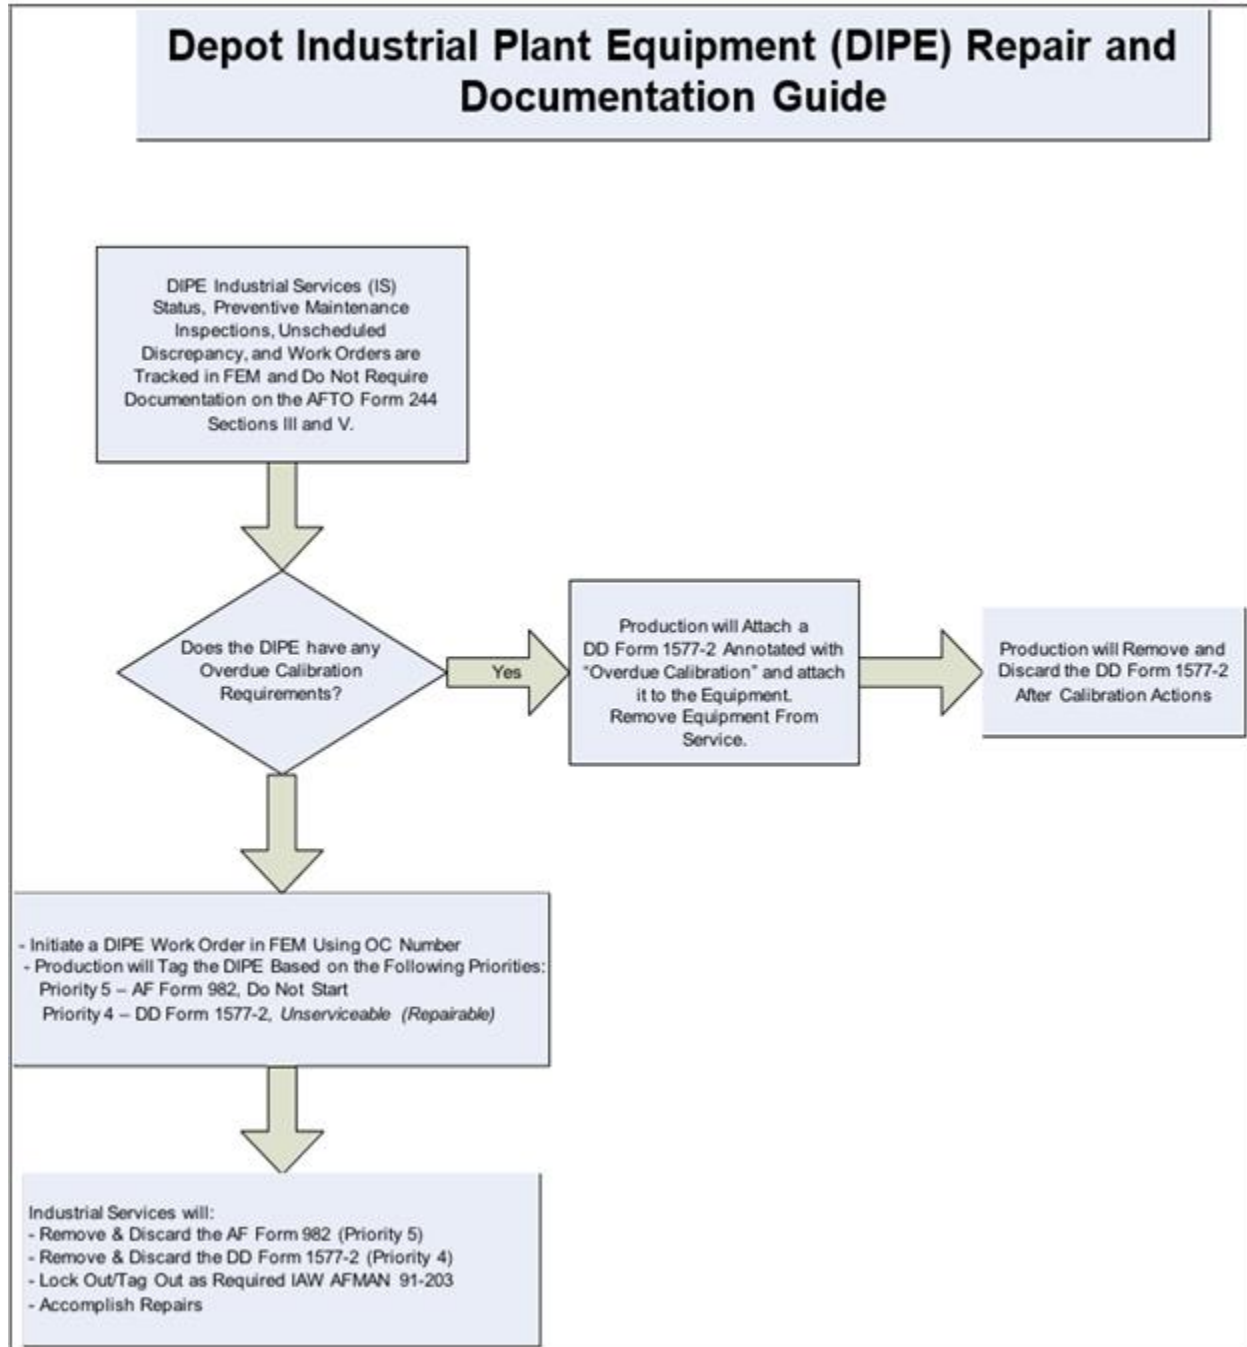 Depot Industrial Plant Equipment (DIPE) Repair and
Documentation Guide
DIPE Industrial Services (IS)
Status, Preventive Maintenance
Inspections, Unscheduled
Discrepancy, and Work Orders are
Tracked in FEM and Do Not Require
Documentation on the AFTO Form 244
Sections III and V.
Does the DIPE have any
Overdue Calibration
Requirements?
Yes
Production will Attach a
DD Form 1577-2 Annotated with
“Overdue Calibration” and attach
it to the Equipment.
Remove Equipment From
Service.
Production will Remove and
Discard the DD Form 1577-2
After Calibration Actions
- Initiate a DIPE Work Order in FEM Using OC Number
- Production will Tag the DIPE Based on the Following Priorities:
Priority 5 – AF Form 982, Do Not Start
Priority 4 – DD Form 1577-2, Unserviceable (Repairable)
Industrial Services will:
- Remove & Discard the AF Form 982 (Priority 5)
- Remove & Discard the DD Form 1577-2 (Priority 4)
- Lock Out/Tag Out as Required IAW AFMAN 91-203
- Accomplish Repairs